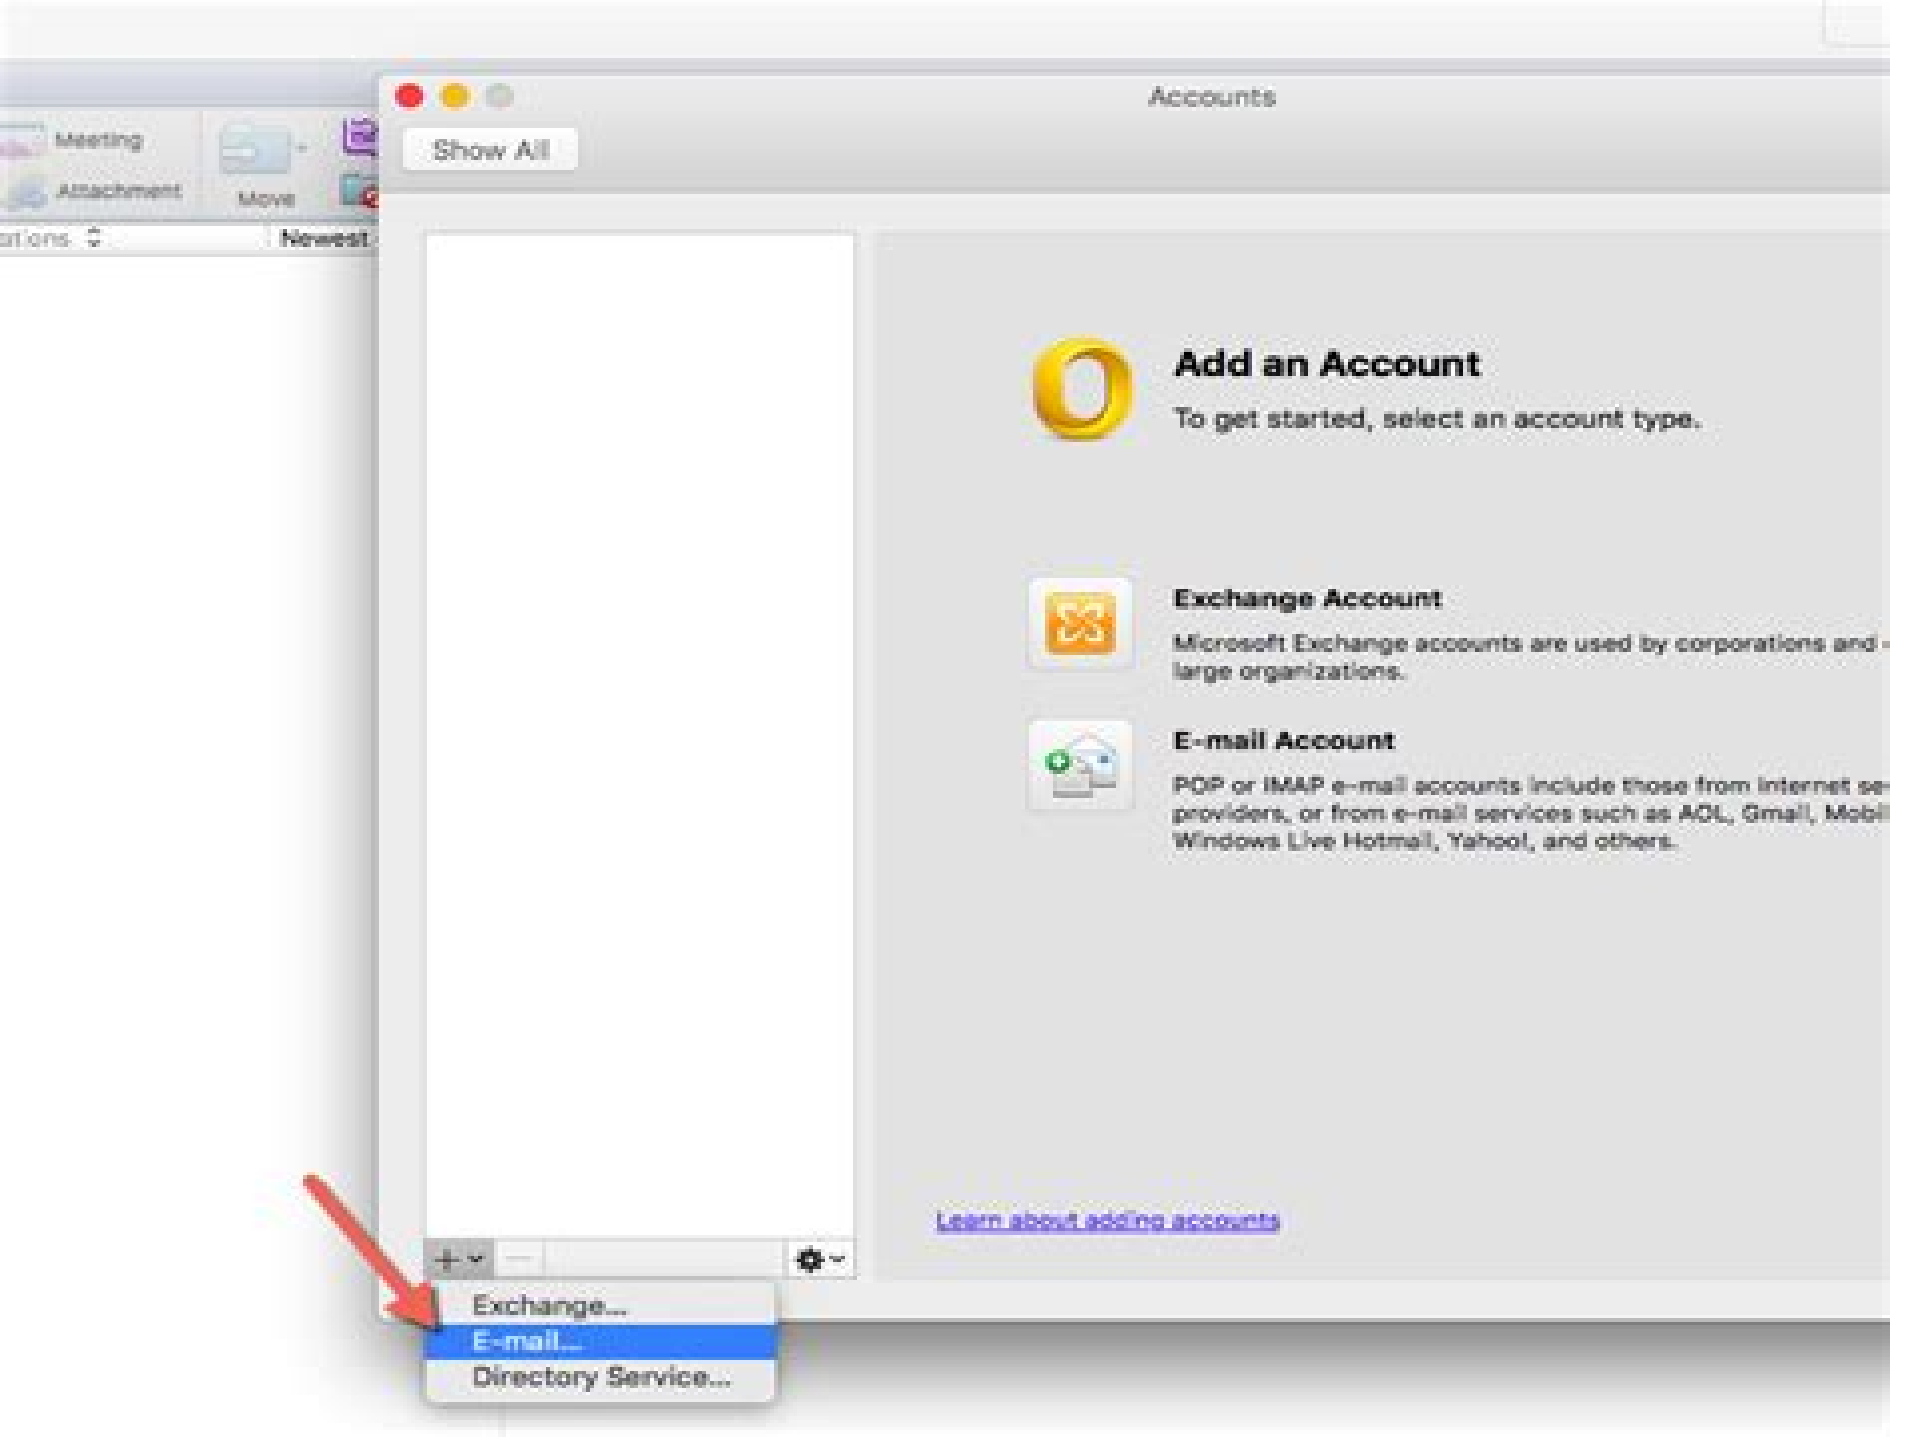 Accounts
Meeting
Show All
Attachment
Move
Newest
Add an Account
To get started, select an account type.
Exchange Account
Microsoft Exchange accounts are used by corporations and
large organizations.
E-mail Account
POP or IMAP e-mail accounts include those from Internet se
providers, or from e-mail services such as AOL, Gmail, Mobil
Windows Live Hotmail, Yahoo!, and others.
Learn about adding accounts
Exchange...
E-mail...
Directory Service...